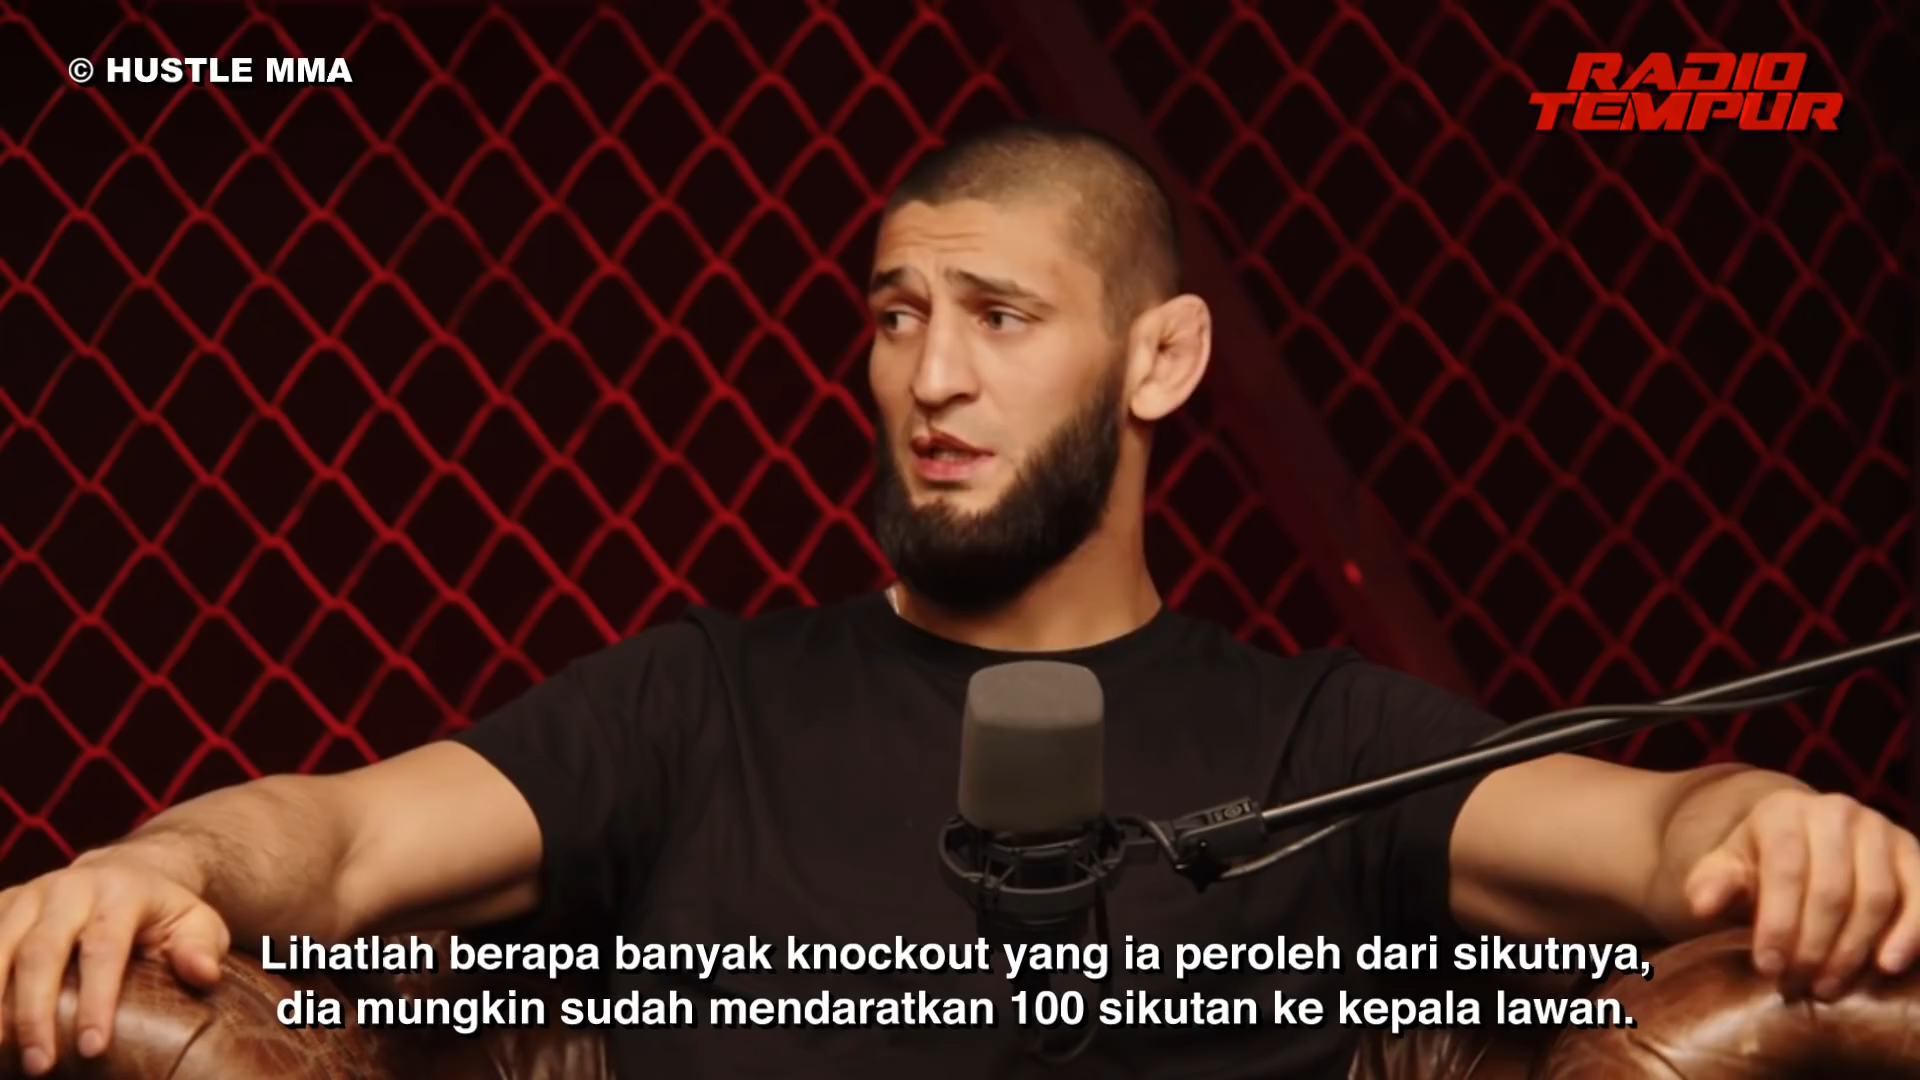 © HUSTLE MMA
RADIO
TEMPUR
Lihatlah berapa banyak knockout yang ia peroleh dari sikutnya,
dia mungkin sudah mendaratkan 100 sikutan ke kepala lawan.